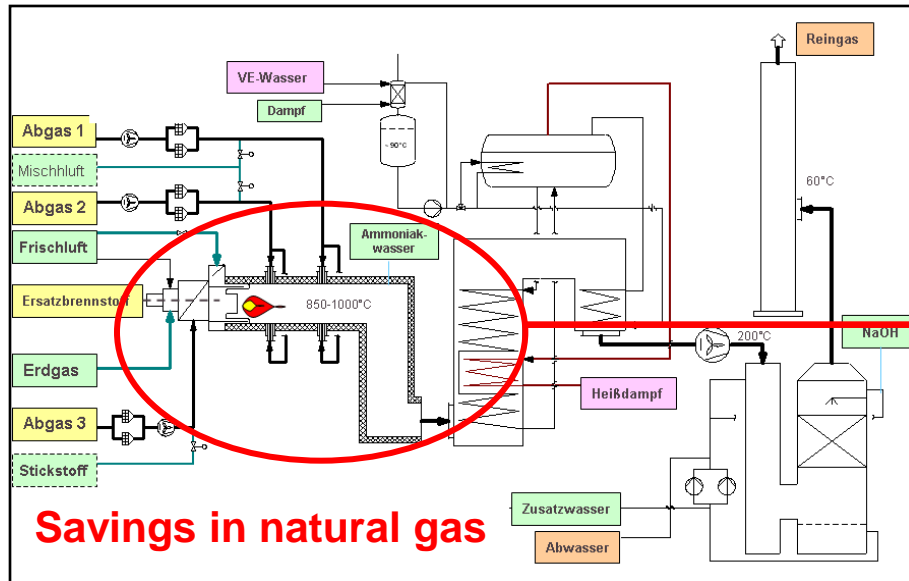 Reingas
VE-Wasser
Dampf
Abgas 1
~ 90°C
Mischhluft
60°C
Abgas 2
Frischluft
Ammoniak-
wasser
Ersatzbrennstoff
850-1000°C
200°C
NaOH
Erdgas
Heißdampf
Abgas 3
Stickstoff
Savings in natural gas
Zusatzwasser
Abwasser